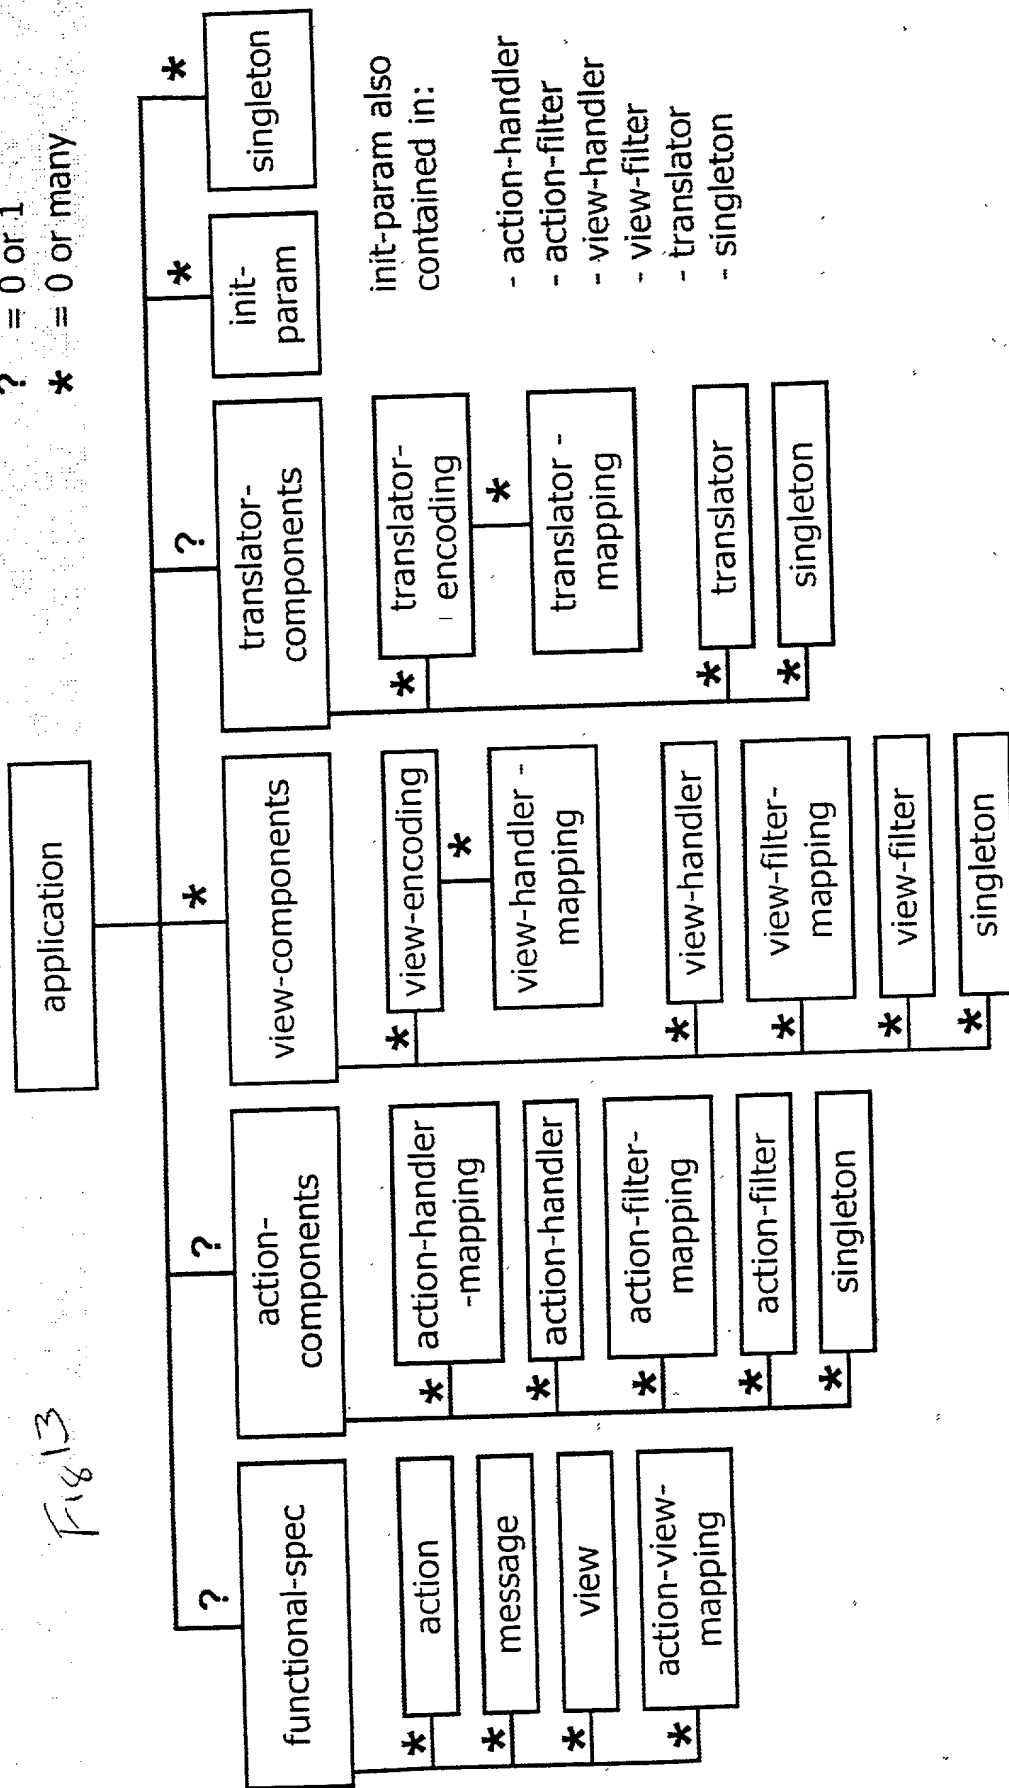 Fig 13
? = 0 or 1
* = 0 or many
application
?
?
*
?
*
*
functional-spec
action-
components
view-components
translator-
components
init-
param
singleton
*
action
*
message
*
view
*
action-view-
mapping
*
action-handler
-mapping
*
action-handler
*
action-filter-
mapping
*
action-filter
*
singleton
*
view-encoding
*
view-handler -
mapping
*
view-handler
*
view-filter-
mapping
*
view-filter
*
singleton
*
translator-
encoding
*
translator -
mapping
*
translator
*
singleton
init-param also
contained in:
- action-handler
- action-filter
- view-handler
- view-filter
- translator
- singleton